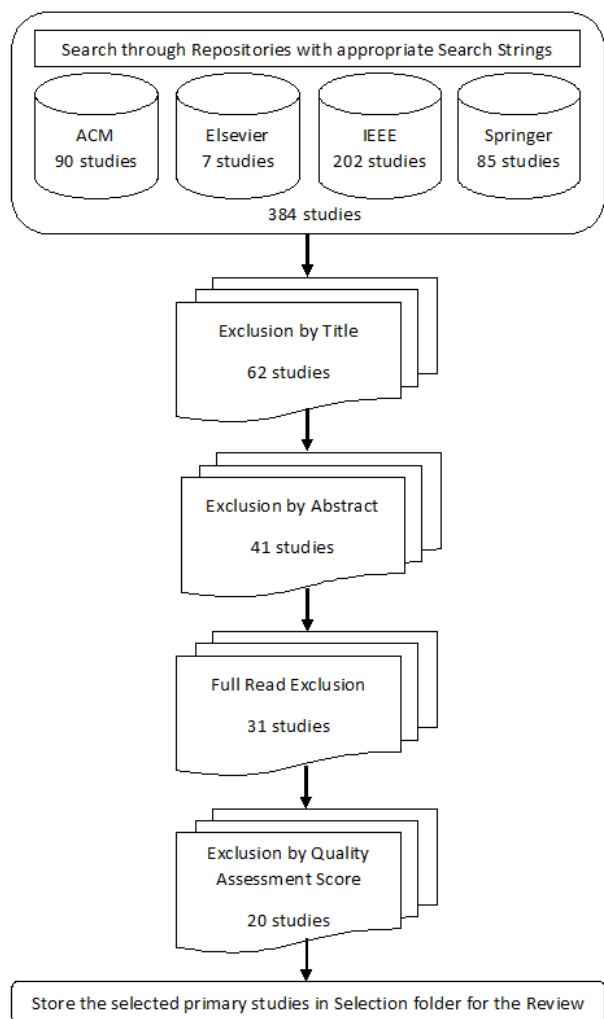 Search through Repositories with appropriate Search Strings
ACM
90 studies
Elsevier
7 studies
IEEE
202 studies
Springer
85 studies
384 studies
Exclusion by Title
62 studies
Exclusion by Abstract
41 studies
Full Read Exclusion
31 studies
Exclusion by Quality
Assessment Score
20 studies
Store the selected primary studies in Selection folder for the Review